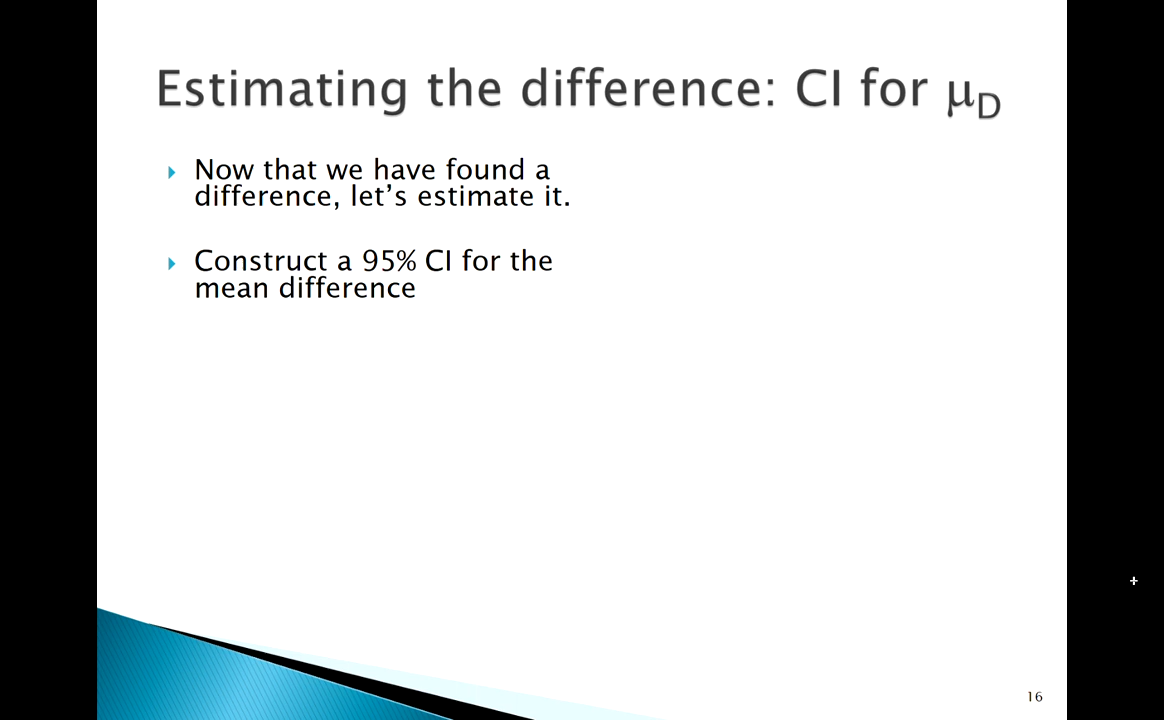 Estimating the difference: CI for μD
Now that we have found a
difference, let’s estimate it.
Construct a 95% CI for the
mean difference
16